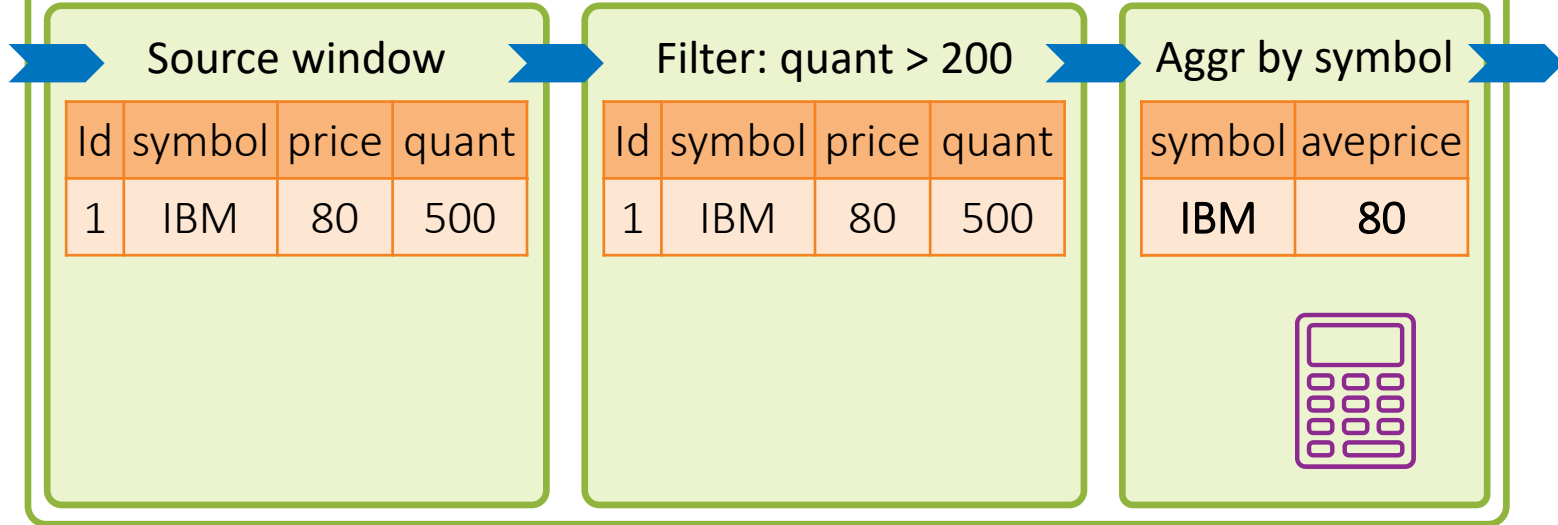 Source window
Id symbol price quant
1 IBM 80 500
Filter: quant > 200
Id symbol price quant
1 IBM 80 500
Aggr by symbol
symbol aveprice
IBM 80